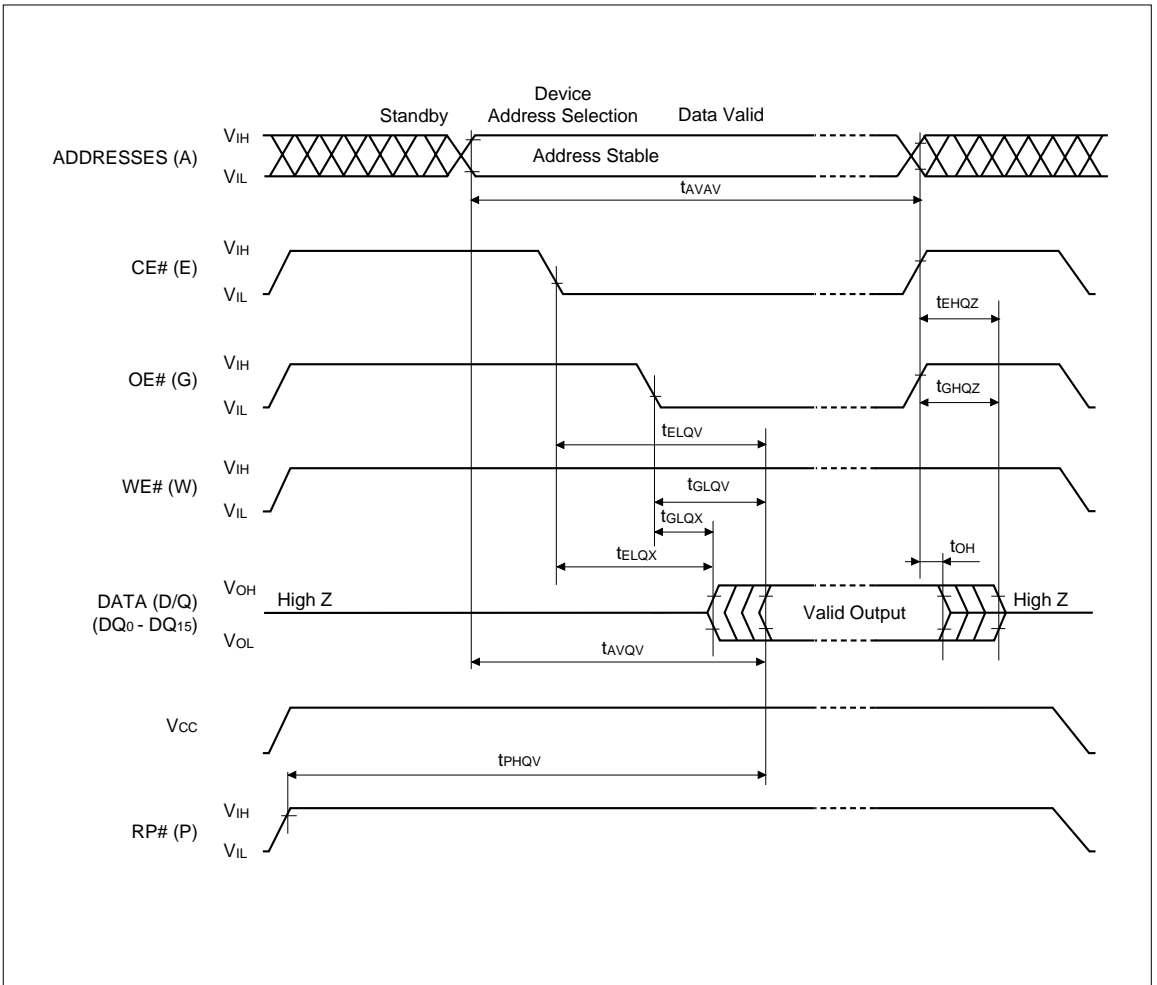 Device
Standby Address Selection Data Valid
VIH
ADDRESSES (A) Address Stable
VIL
tAVAV
VIH
CE# (E)
VIL
tEHQZ
VIH
OE# (G)
tGHQZ
VIL
tELQV
VIH
WE# (W)
tGLQV
VIL
tGLQX
tELQX tOH
VOH
High Z Valid Output High Z
DATA (D/Q)
(DQ0 - DQ15)
VOL
tAVQV
VCC
tPHQV
VIH
RP# (P)
VIL